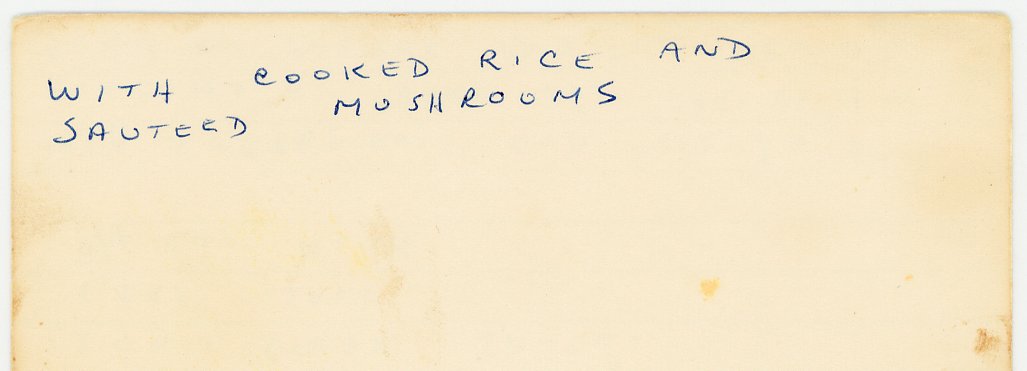 WITH COOKED RICE AND
SAUTEED MUSHROOMS